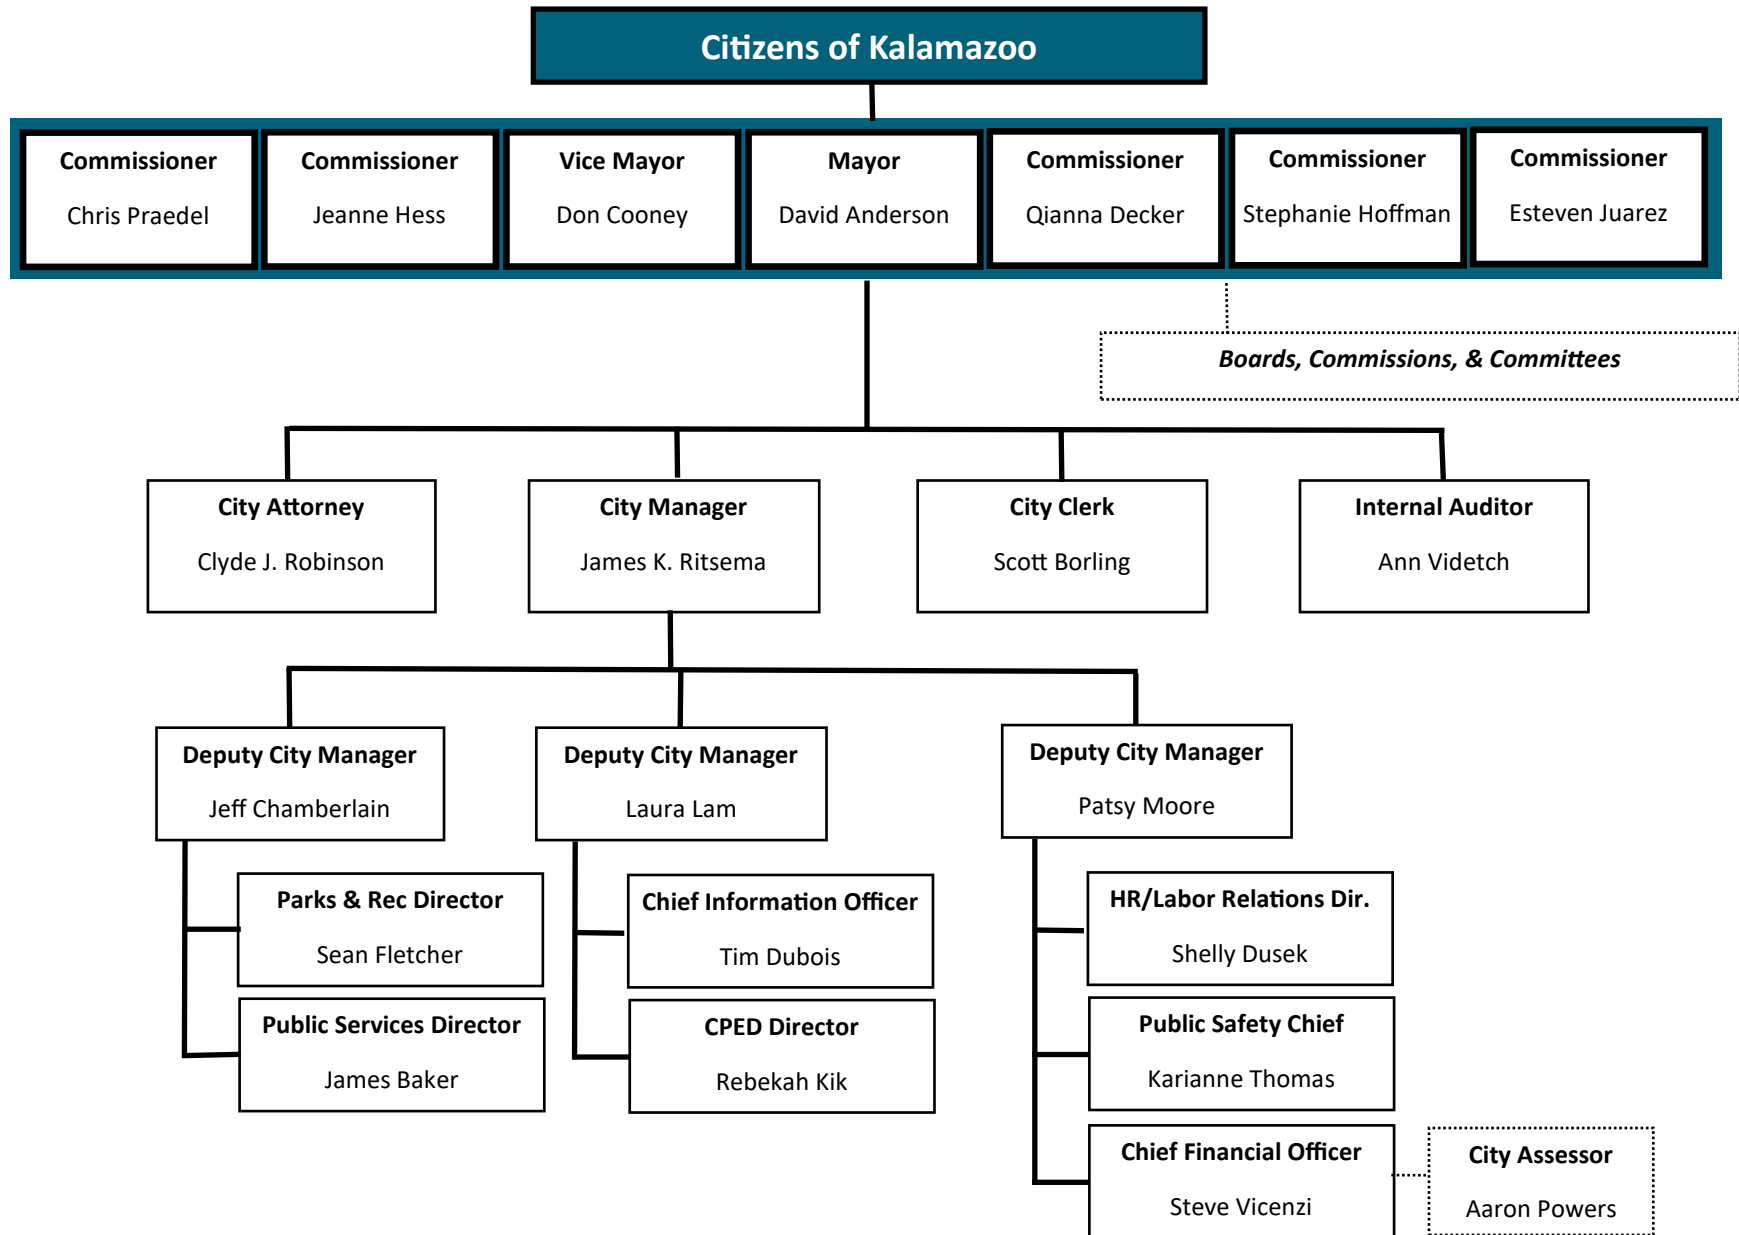 Citizens of Kalamazoo
Commissioner
Chris Praedel
Commissioner
Jeanne Hess
Vice Mayor
Don Cooney
Mayor
David Anderson
Commissioner
Qianna Decker
Commissioner
Stephanie Hoffman
Commissioner
Esteven Juarez
Boards, Commissions, & Committees
City Attorney
Clyde J. Robinson
City Manager
James K. Ritsema
City Clerk
Scott Borling
Internal Auditor
Ann Videtch
Deputy City Manager
Jeff Chamberlain
Deputy City Manager
Laura Lam
Deputy City Manager
Patsy Moore
Parks & Rec Director
Sean Fletcher
Public Services Director
James Baker
Chief Information Officer
Tim Dubois
CPED Director
Rebekah Kik
HR/Labor Relations Dir.
Shelly Dusek
Public Safety Chief
Karianne Thomas
Chief Financial Officer
Steve Vicenzi
City Assessor
Aaron Powers